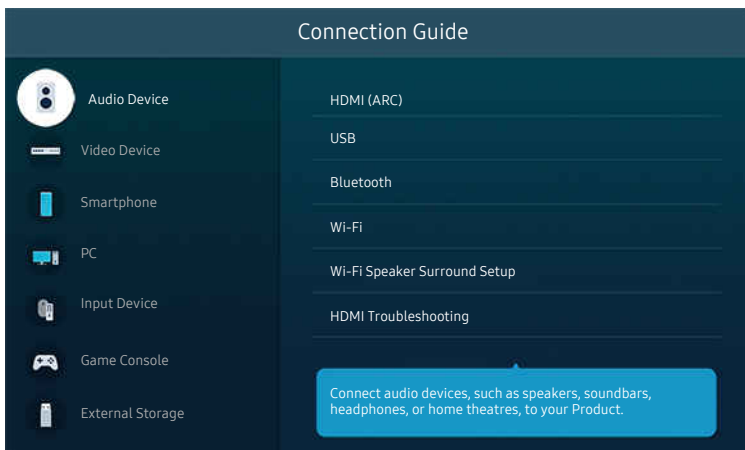 Connection Guide
Audio Device
Video Device
Smartphone
PC
Input Device
Game Console
External Storage
HDMI (ARC)
USB
Bluetooth
Wi-Fi
Wi-Fi Speaker Surround Setup
HDMI Troubleshooting
Connect audio devices, such as speakers, soundbars,
headphones, or home theatres, to your Product.